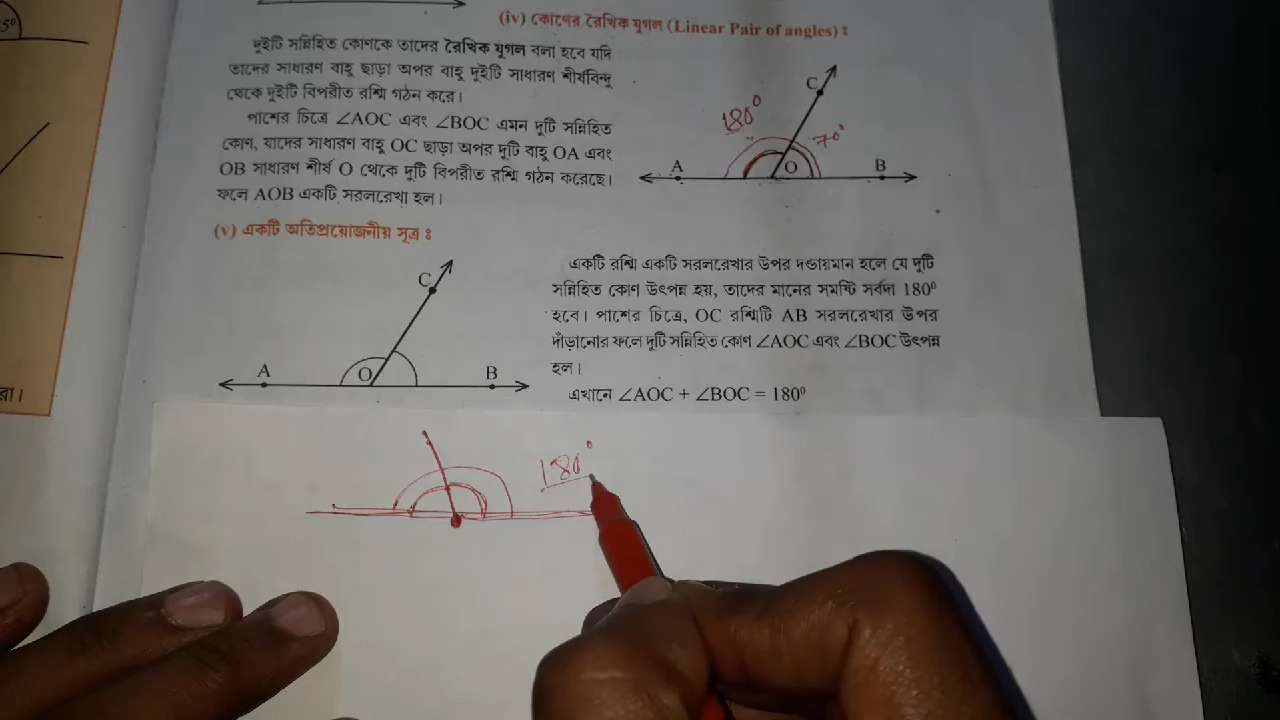 5°
(iv) কোণের রৈখিক যুগল (Linear Pair of angles) :
দুইটি সন্নিহিত কোণকে তাদের রৈখিক যুগল বলা হবে যদি
তাদের সাধারণ বাহু ছাড়া অপর বাহু দুইটি সাধারণ শীর্ষবিন্দু
থেকে দুইটি বিপরীত রশ্মি গঠন করে।
পাশের চিত্রে ∠AOC এবং ∠BOC এমন দুটি সন্নিহিত
কোণ, যাদের সাধারণ বাহু OC ছাড়া অপর দুটি বাহু OA এবং
OB সাধারণ শীর্ষ O থেকে দুটি বিপরীত রশ্মি গঠন করেছে।
ফলে AOB একটি সরলরেখা হল।
C
180°
70°
A O B
(v) একটি অতিপ্রয়োজনীয় সূত্র :
C
A O B
একটি রশ্মি একটি সরলরেখার উপর দণ্ডায়মান হলে যে দুটি
সন্নিহিত কোণ উৎপন্ন হয়, তাদের মানের সমষ্টি সর্বদা 180⁰
হবে। পাশের চিত্রে, OC রশ্মিটি AB সরলরেখার উপর
দাঁড়ানোর ফলে দুটি সন্নিহিত কোণ ∠AOC এবং ∠BOC উৎপন্ন
হল।
এখানে ∠AOC + ∠BOC = 180⁰
180°